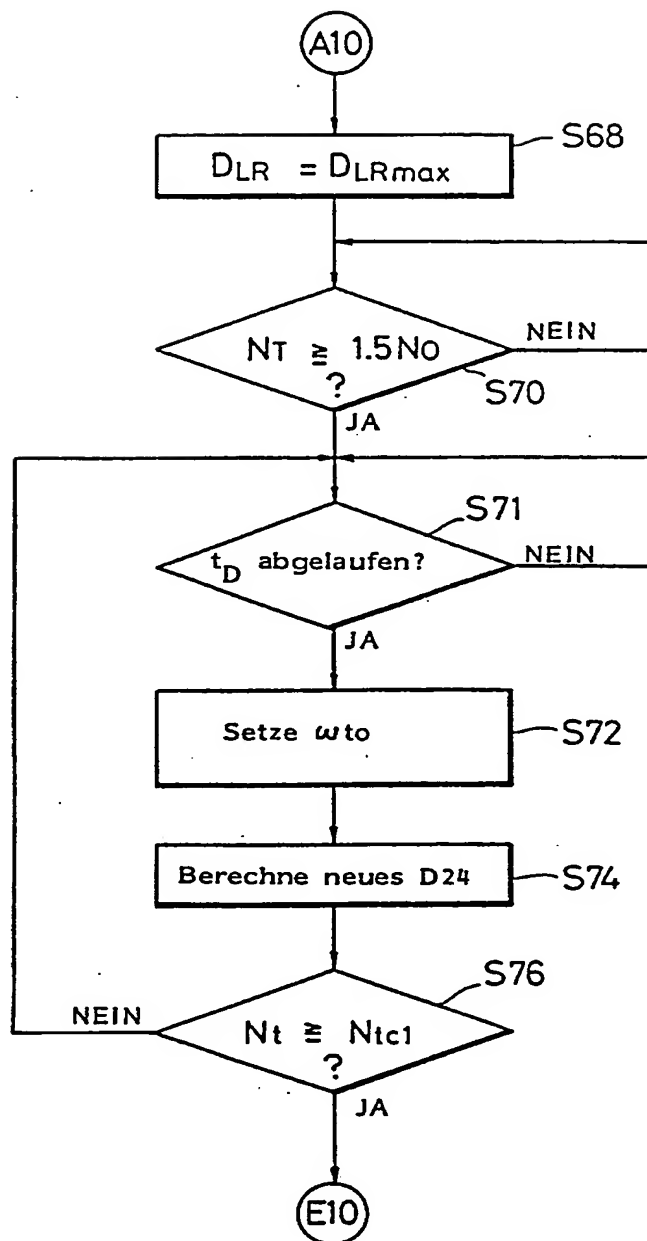 A10
S68
DLR = DLRmax
NT ≧ 1.5NO
?
NEIN
S70
JA
S71
tD abgelaufen?
NEIN
JA
Setze ωto
S72
Berechne neues D24
S74
S76
NEIN
Nt ≧ Ntc1
?
JA
E10